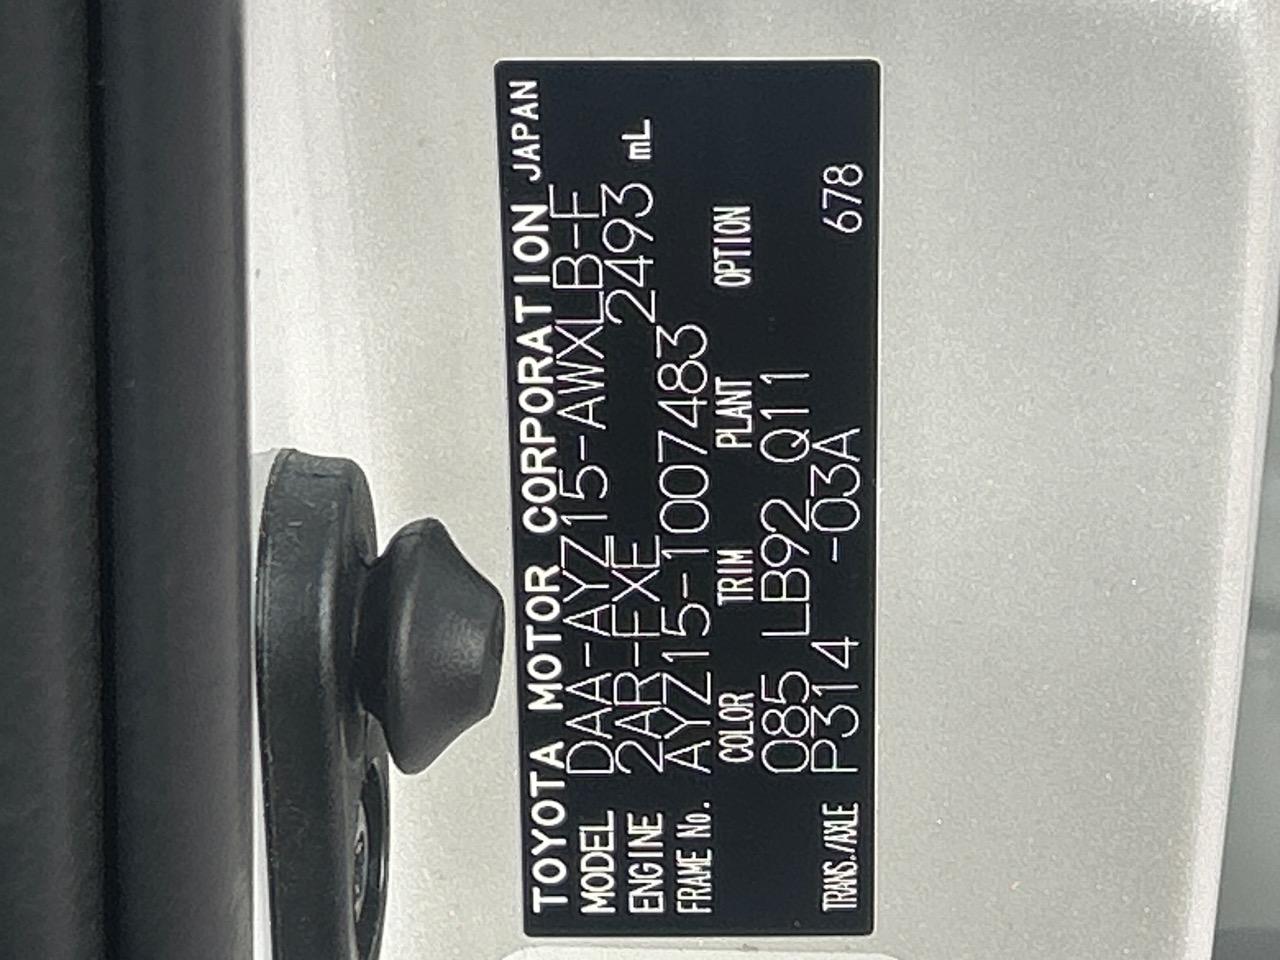 TOYOTA MOTOR CORPORATION JAPAN
MODEL DAA-AYZ15-AWXLB-F
ENGINE 2AR-FXE 2493 mL
FRAME No. AYZ15-1007483
COLOR TRIM PLANT OPTION
085 LB92 Q11
TRANS./AXLE P314 -03A 678